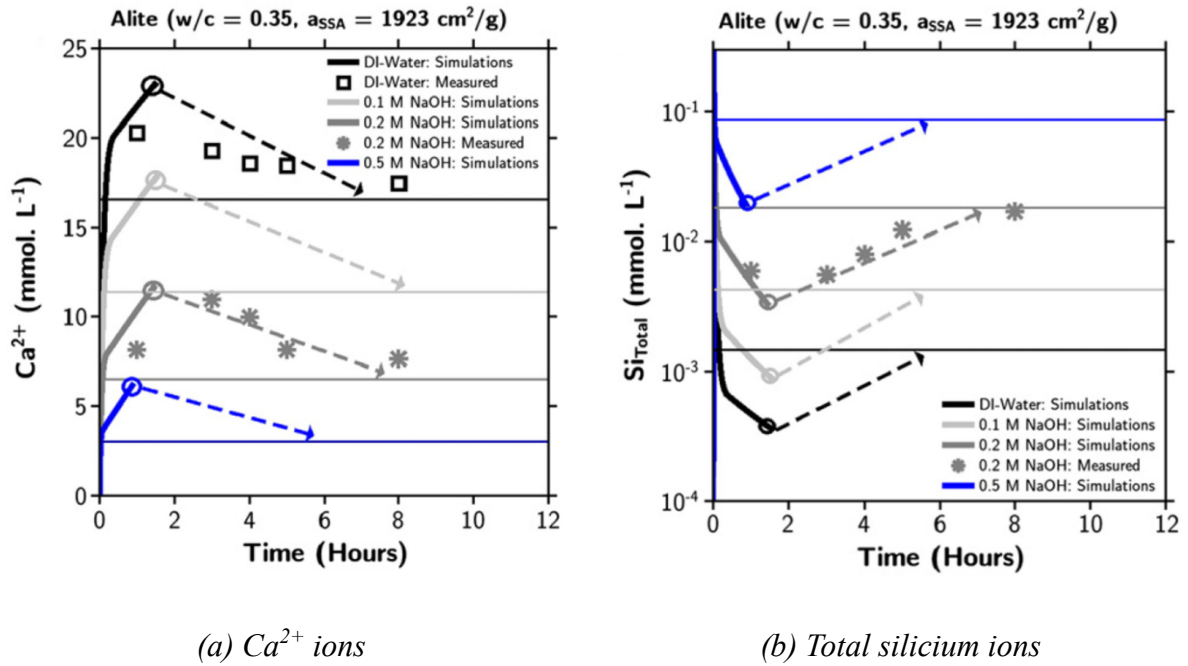 Alite (w/c = 0.35, aSSA = 1923 cm²/g)
25
20
15
10
5
0
Ca²⁺ (mmol. L⁻¹)
DI-Water: Simulations
DI-Water: Measured
0.1 M NaOH: Simulations
0.2 M NaOH: Simulations
0.2 M NaOH: Measured
0.5 M NaOH: Simulations
0 2 4 6 8 10 12
Time (Hours)
(a) Ca²⁺ ions
Alite (w/c = 0.35, aSSA = 1923 cm²/g)
10⁻¹
10⁻²
10⁻³
10⁻⁴
SiTotal (mmol. L⁻¹)
DI-Water: Simulations
0.1 M NaOH: Simulations
0.2 M NaOH: Simulations
0.2 M NaOH: Measured
0.5 M NaOH: Simulations
0 2 4 6 8 10 12
Time (Hours)
(b) Total silicium ions